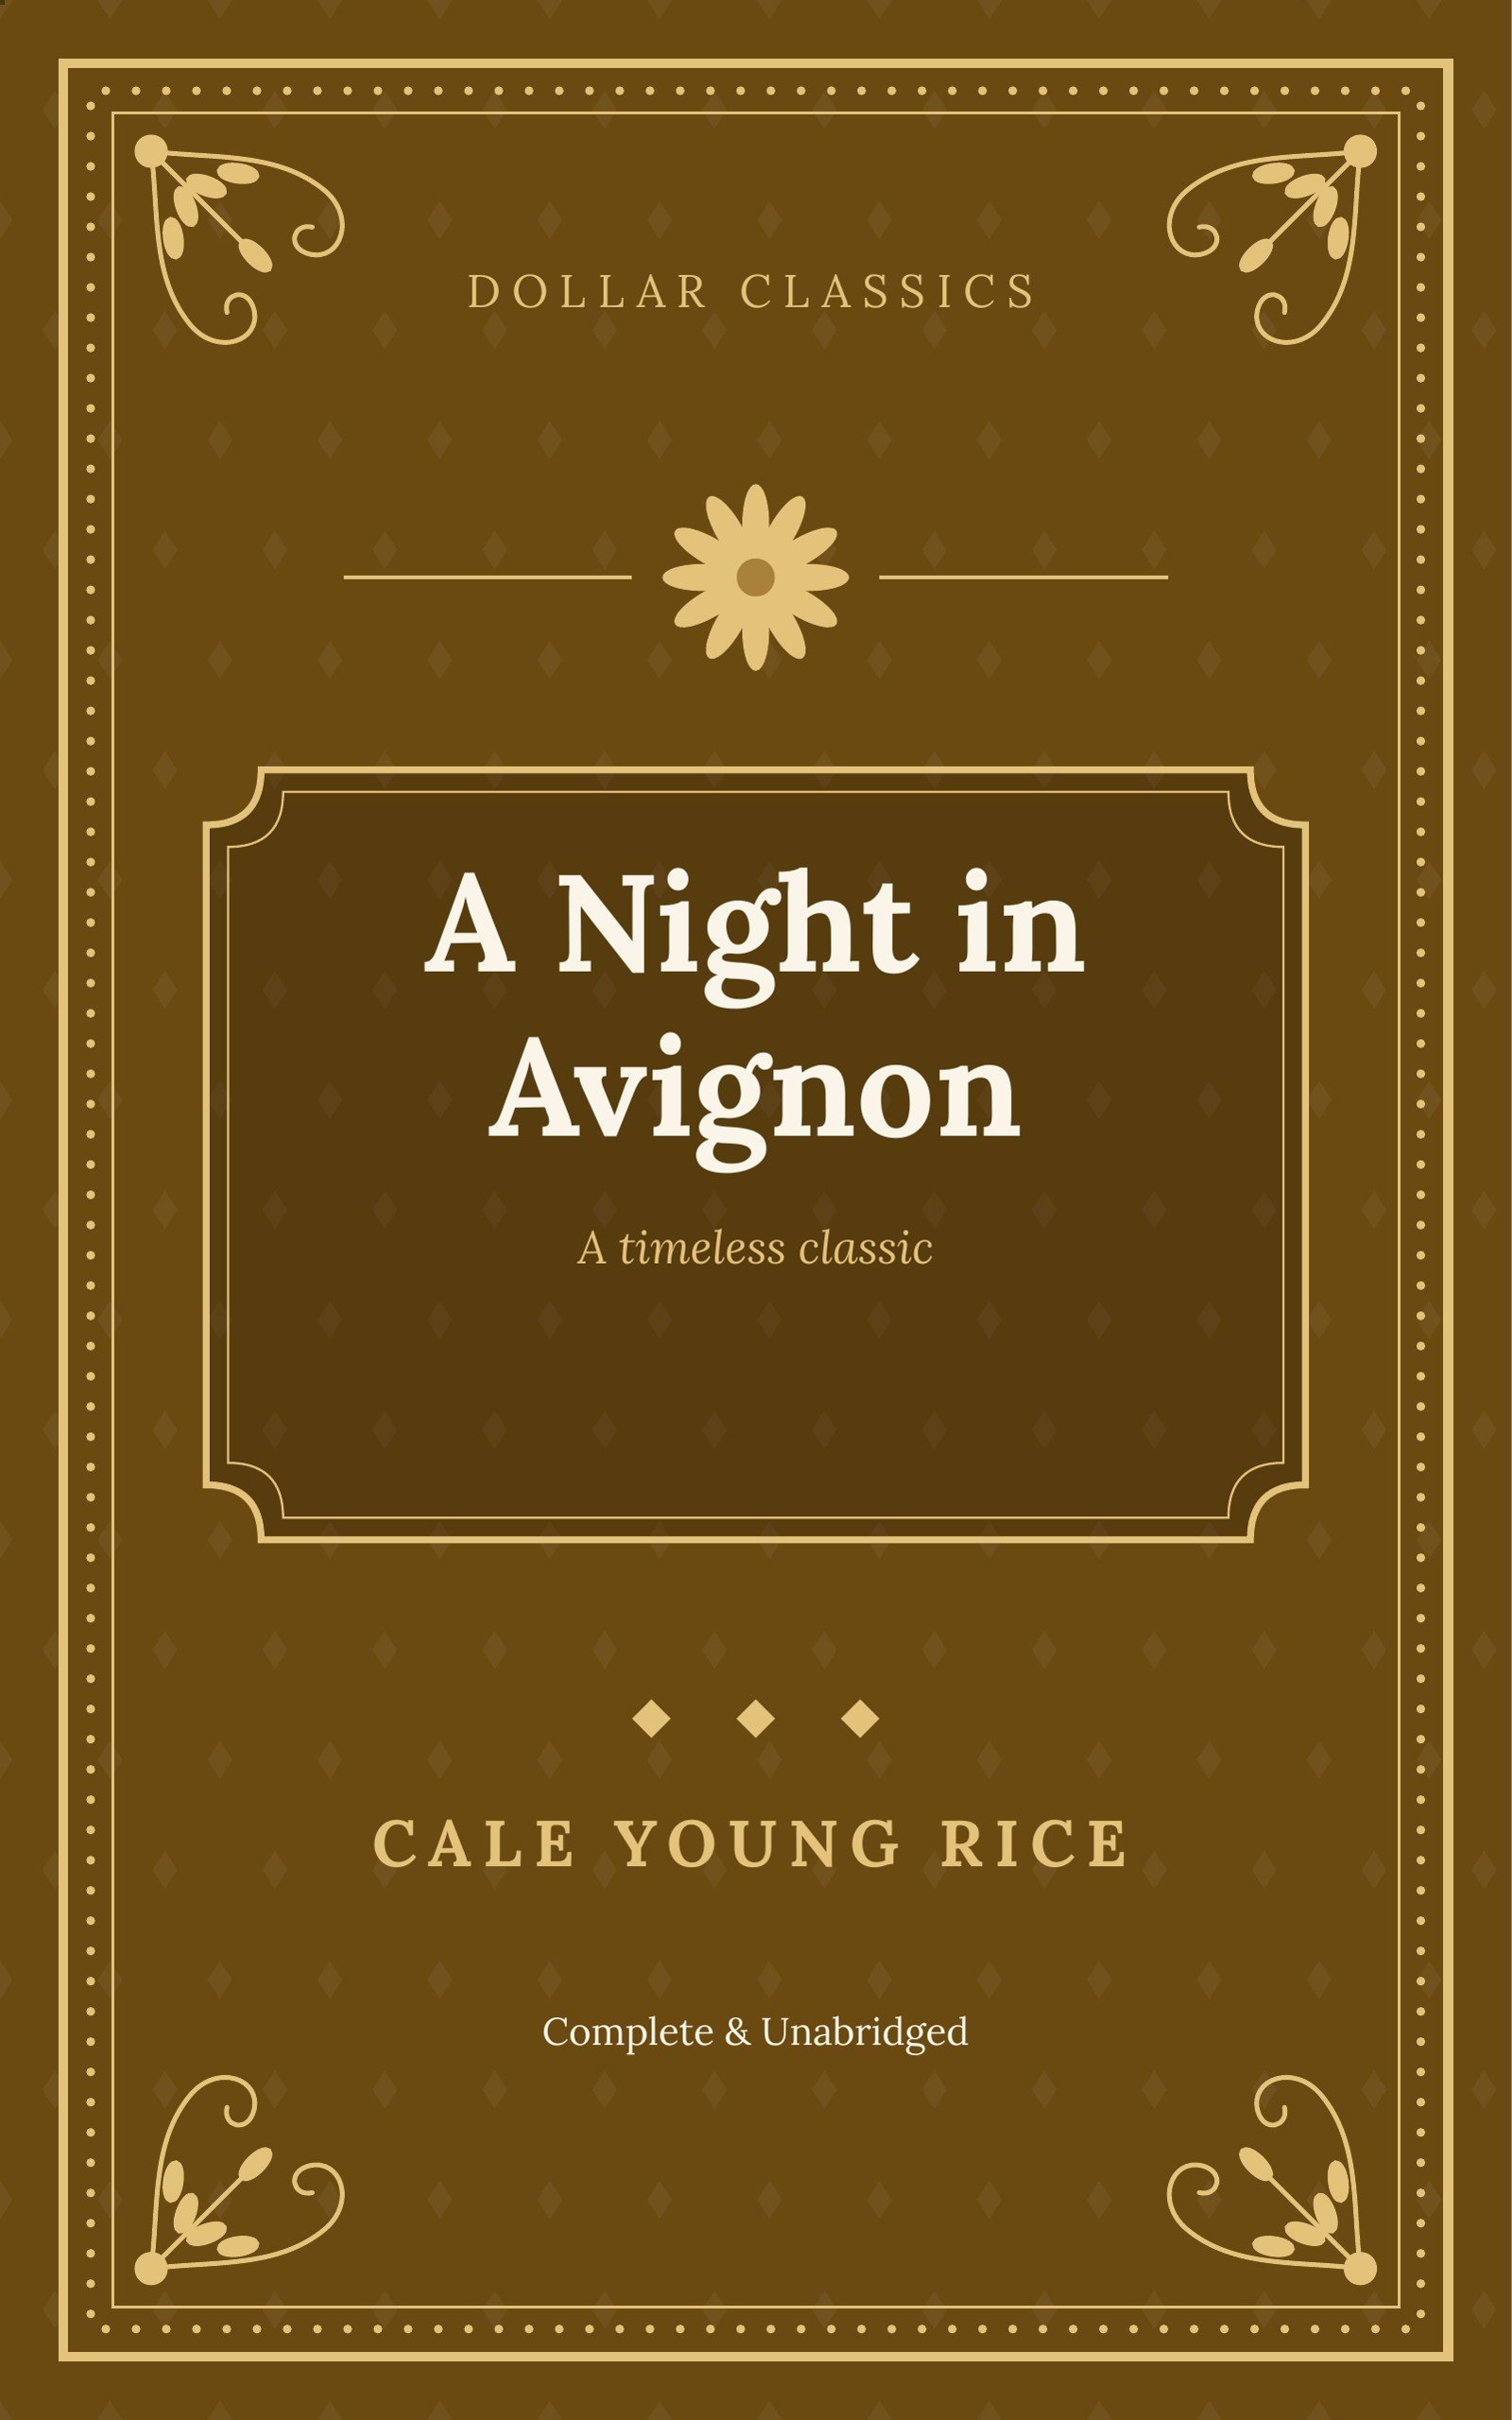 DOLLAR CLASSICS
A Night in
Avignon
A timeless classic
CALE YOUNG RICE
Complete & Unabridged